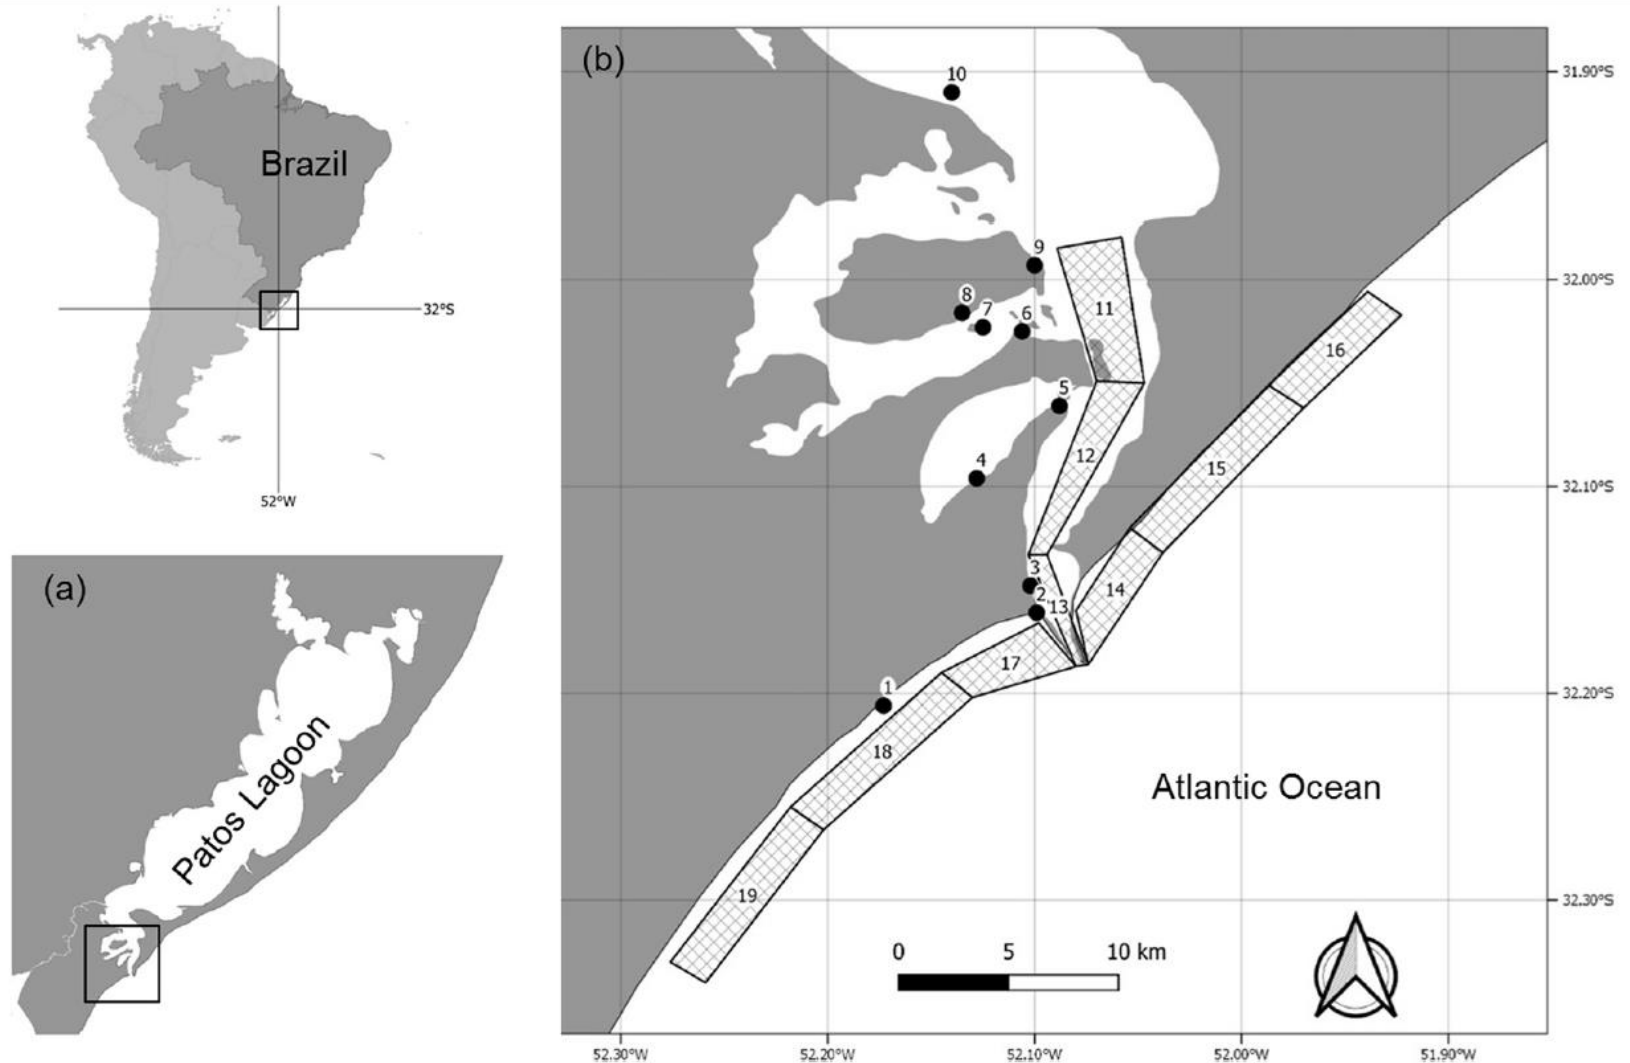 Brazil
32°S
52°W
(a)
Patos Lagoon
(b)
10
31.90°S
9
32.00°S
8
7
6
11
16
5
12
15
4
32.10°S
3
2
13
14
17
1
32.20°S
18
Atlantic Ocean
19
32.30°S
0 5 10 km
52.30°W 52.20°W 52.10°W 52.00°W 51.90°W